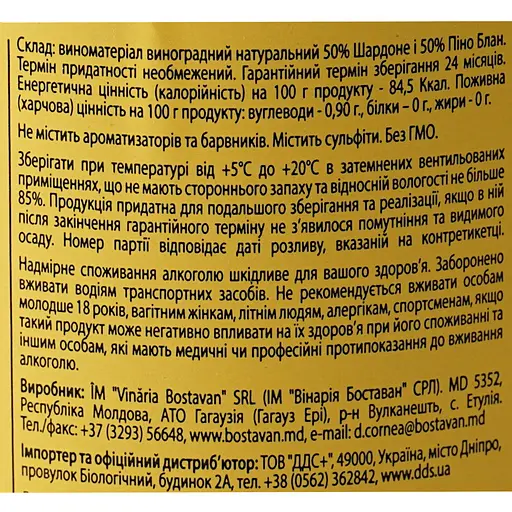 Склад: виноматеріал виноградний натуральний 50% Шардоне і 50% Піно Блан.
Термін придатності необмежений. Гарантійний термін зберігання 24 місяців.
Енергетична цінність (калорійність) на 100 г продукту - 84,5 Ккал. Поживна
(харчова) цінність на 100 г продукту: вуглеводи - 0,90 г., білки – 0 г., жири - 0 г.
Не містить ароматизаторів та барвників. Містить сульфіти. Без ГМО.
Зберігати при температурі від +5°С до +20°С в затемнених вентильованих
приміщеннях, що не мають стороннього запаху та відносній вологості не більше
85%. Продукція придатна для подальшого зберігання та реалізації, якщо в ній
після закінчення гарантійного терміну не з’явилося помутніння та видимого
осаду. Номер партії відповідає даті розливу, вказаній на контретикетці.
Надмірне споживання алкоголю шкідливе для вашого здоров’я. Заборонено
вживати водіям транспортних засобів. Не рекомендується вживати особам
молодше 18 років, вагітним жінкам, літнім людям, алергікам, спортсменам, якщо
такий продукт може негативно впливати на їх здоров’я при його споживанні та
іншим особам, які мають медичні чи професійні протипоказання до вживання
алкоголю.
Виробник: ÎM "Vinăria Bostavan" SRL (ІМ "Вінарія Боставан" СРЛ). MD 5352,
Республіка Молдова, АТО Гагаузія (Гагауз Ері), р-н Вулканешть, с. Етулія.
Тел./факс: +37 (3293) 56648, www.bostavan.md, e-mail: d.cornea@bostavan.md
Імпортер та офіційний дистриб’ютор: ТОВ "ДДС+", 49000, Україна, місто Дніпро,
провулок Біологічний, будинок 2А, тел. +38 (0562) 362842, www.dds.ua